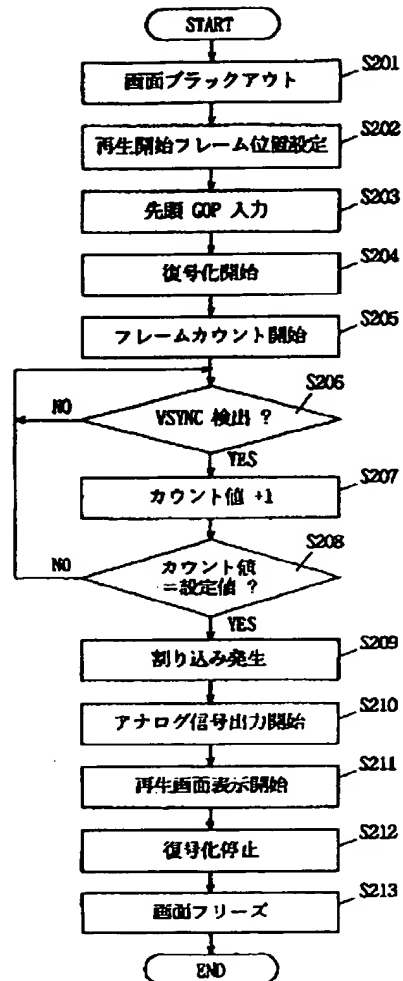 START
S201
画面ブラックアウト
S202
再生開始フレーム位置設定
S203
先頭 GOP 入力
S204
復号化開始
S205
フレームカウント開始
S206
NO
VSYNC 検出 ?
YES
S207
カウント値 +1
S208
NO
カウント値
=設定値 ?
YES
S209
割り込み発生
S210
アナログ信号出力開始
S211
再生画面表示開始
S212
復号化停止
S213
画面フリーズ
END